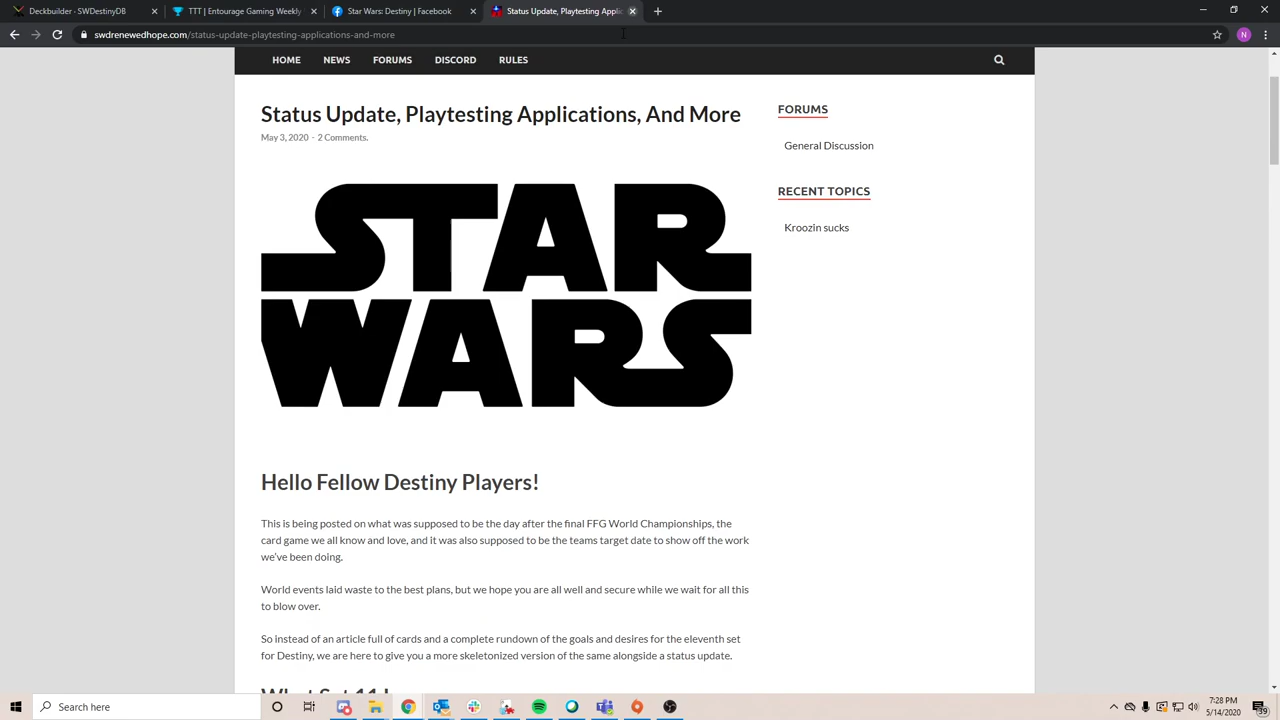 Deckbuilder · SWDestinyDB
TTT | Entourage Gaming Weekly!
Star Wars Destiny | Facebook
Status Update, Playtesting Applic
swdrenewedhope.com/status-update-playtesting-applications-and-more
N
HOME NEWS FORUMS DISCORD RULES
Status Update, Playtesting Applications, And More
May 3, 2020 - 2 Comments.
STAR
WARS
FORUMS
General Discussion
RECENT TOPICS
Kroozin sucks
Hello Fellow Destiny Players!
This is being posted on what was supposed to be the day after the final FFG World Championships, the
card game we all know and love, and it was also supposed to be the teams target date to show off the work
we've been doing.
World events laid waste to the best plans, but we hope you are all well and secure while we wait for all this
to blow over.
So instead of an article full of cards and a complete rundown of the goals and desires for the eleventh set
for Destiny, we are here to give you a more skeletonized version of the same alongside a status update.
What Set 11
Search here
7:28 PM
5/14/2020
39